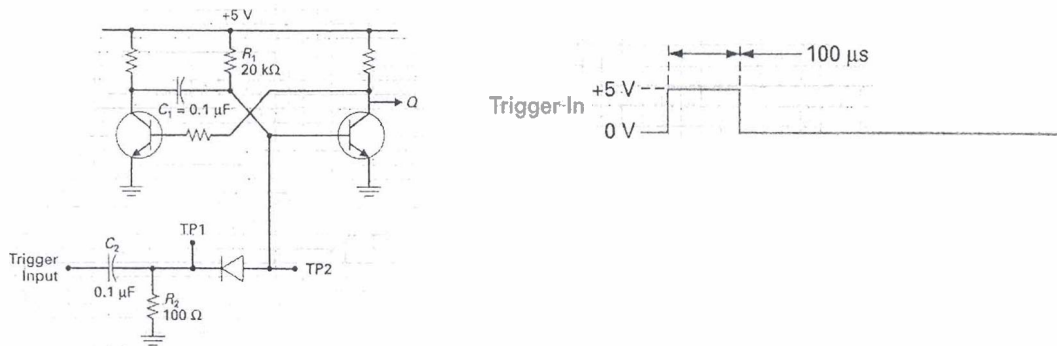 +5 V
R₁
20 kΩ
C₁ = 0.1 µF
Q
100 µs
Trigger-In
+5 V
0 V
TP1
C₂
Trigger
Input
TP2
0.1 µF
R₂
100 Ω